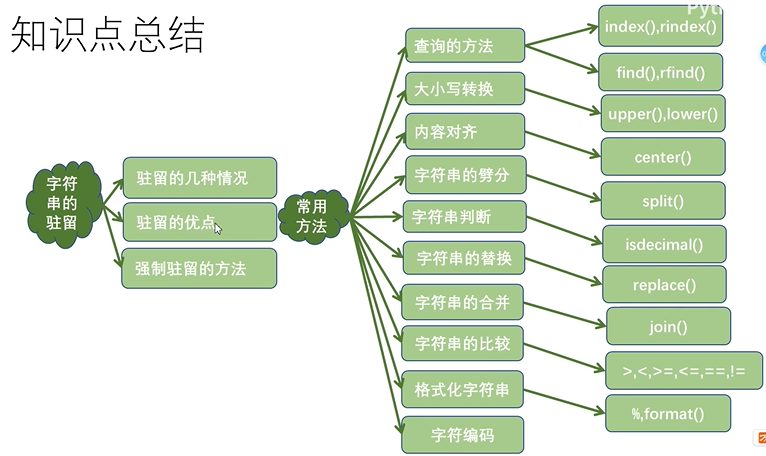 知识点总结
字符
串的
驻留
驻留的几种情况
驻留的优点
强制驻留的方法
常用
方法
查询的方法
大小写转换
内容对齐
字符串的劈分
字符串判断
字符串的替换
字符串的合并
字符串的比较
格式化字符串
字符编码
index(),rindex()
find(),rfind()
upper(),lower()
center()
split()
isdecimal()
replace()
join()
>,<,>=,<=,==,!=
%,format()